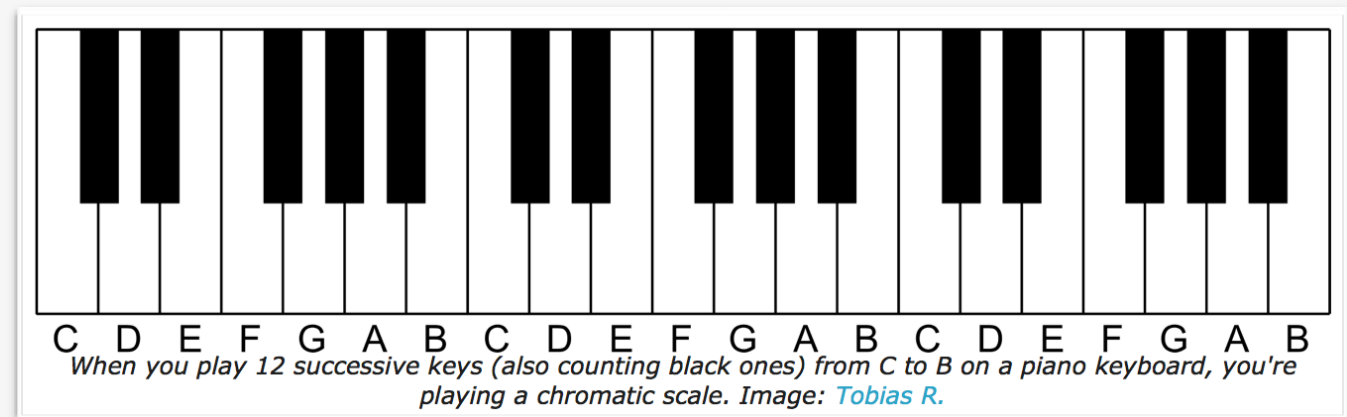 C D E F G A B C D E F G A B C D E F G A B
When you play 12 successive keys (also counting black ones) from C to B on a piano keyboard, you're
playing a chromatic scale. Image: Tobias R.